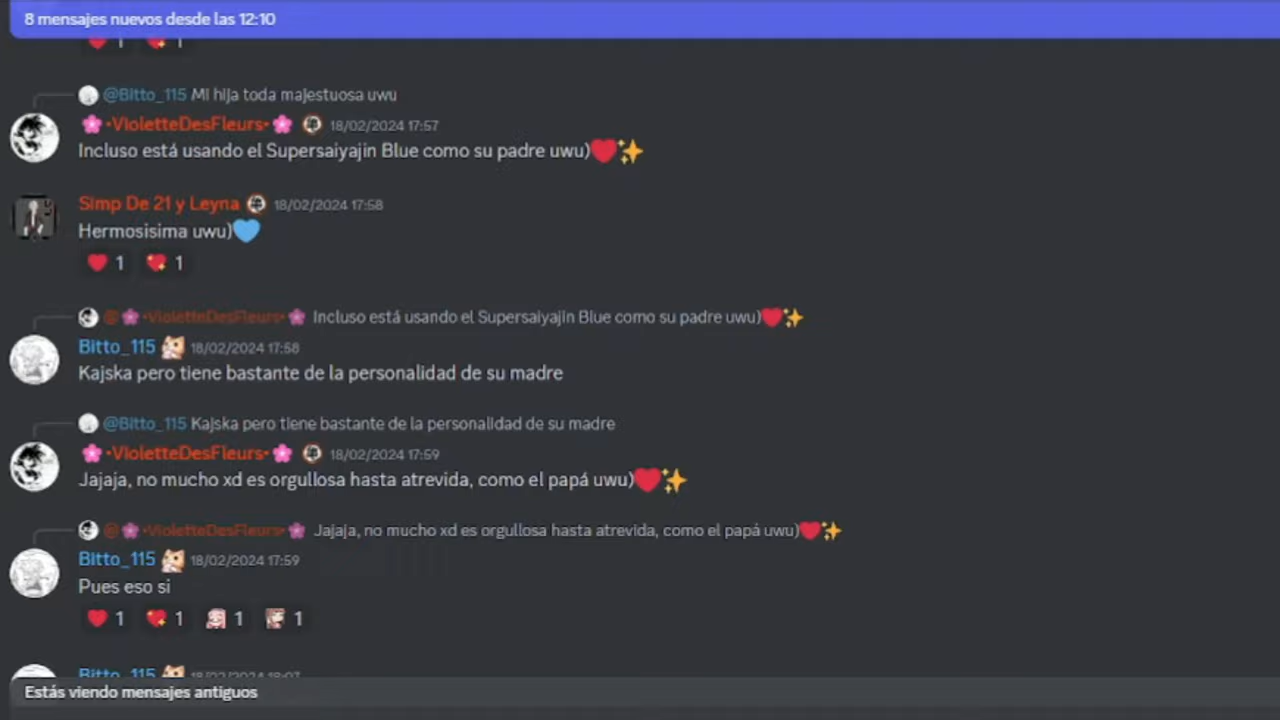 8 mensajes nuevos desde las 12:10
1 1
@Bitto_115 Mi hija toda majestuosa uwu
🌸•VioletteDesFleurs•🌸 18/02/2024 17:57
Incluso está usando el Supersaiyajin Blue como su padre uwu)❤️✨
Simp De 21 y Leyna 18/02/2024 17:58
Hermosisima uwu)💙
❤️ 1 💖 1
@🌸•VioletteDesFleurs•🌸 Incluso está usando el Supersaiyajin Blue como su padre uwu)❤️✨
Bitto_115 18/02/2024 17:58
Kajska pero tiene bastante de la personalidad de su madre
@Bitto_115 Kajska pero tiene bastante de la personalidad de su madre
🌸•VioletteDesFleurs•🌸 18/02/2024 17:59
Jajaja, no mucho xd es orgullosa hasta atrevida, como el papá uwu)❤️✨
@🌸•VioletteDesFleurs•🌸 Jajaja, no mucho xd es orgullosa hasta atrevida, como el papá uwu)❤️✨
Bitto_115 18/02/2024 17:59
Pues eso si
❤️ 1 💖 1 1 1
Bitto_115
Estás viendo mensajes antiguos